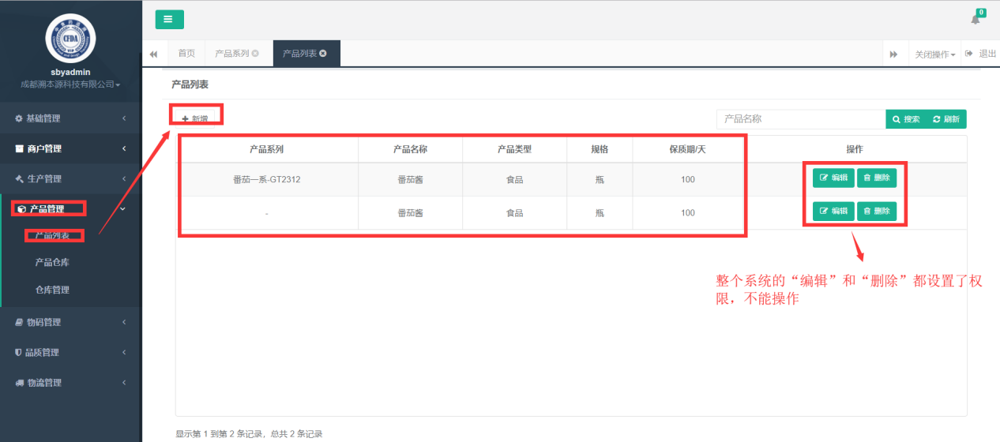 CFDA
sbyadmin
成都溯本源科技有限公司
基础管理
商户管理
生产管理
产品管理
产品列表
产品仓库
仓库管理
物码管理
品质管理
物流管理
0
首页 产品系列 产品列表 关闭操作 退出
产品列表
新增 产品名称 搜索 刷新
产品系列 产品名称 产品类型 规格 保质期/天 操作
番茄一系-GT2312 番茄酱 食品 瓶 100 编辑 删除
- 番茄酱 食品 瓶 100 编辑 删除
整个系统的“编辑”和“删除”都设置了权
限，不能操作
显示第 1 到第 2 条记录，总共 2 条记录